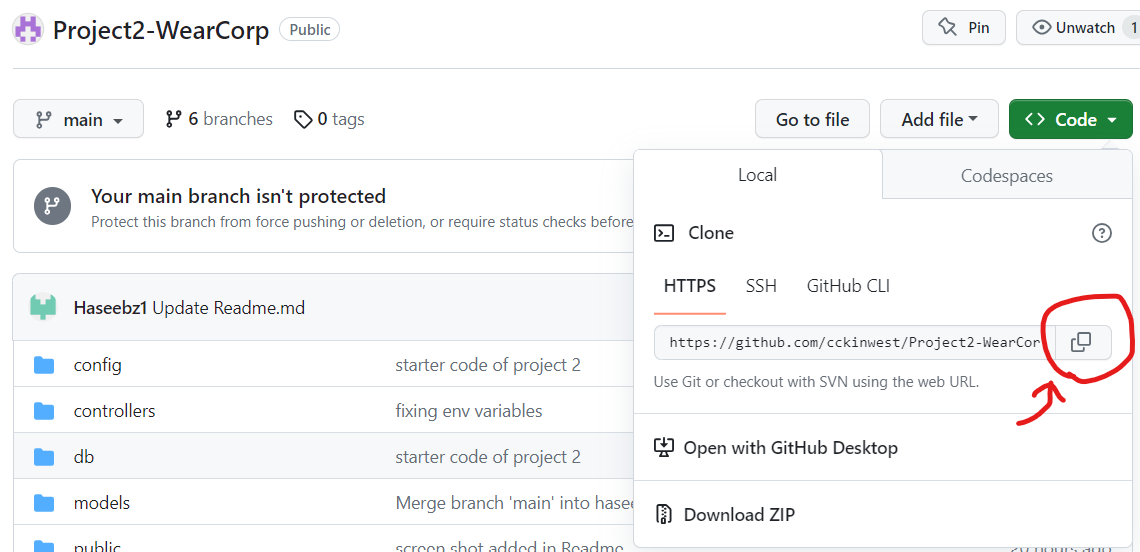 Project2-WearCorp Public Pin Unwatch 1
main 6 branches 0 tags Go to file Add file <> Code
Your main branch isn't protected
Protect this branch from force pushing or deletion, or require status checks before
Local Codespaces
Clone
HTTPS SSH GitHub CLI
https://github.com/cckinwest/Project2-WearCor
Use Git or checkout with SVN using the web URL.
Open with GitHub Desktop
Download ZIP
Haseebz1 Update Readme.md
config starter code of project 2
controllers fixing env variables
db starter code of project 2
models Merge branch 'main' into hasee
public screen shot added in Readme 20 hours ago